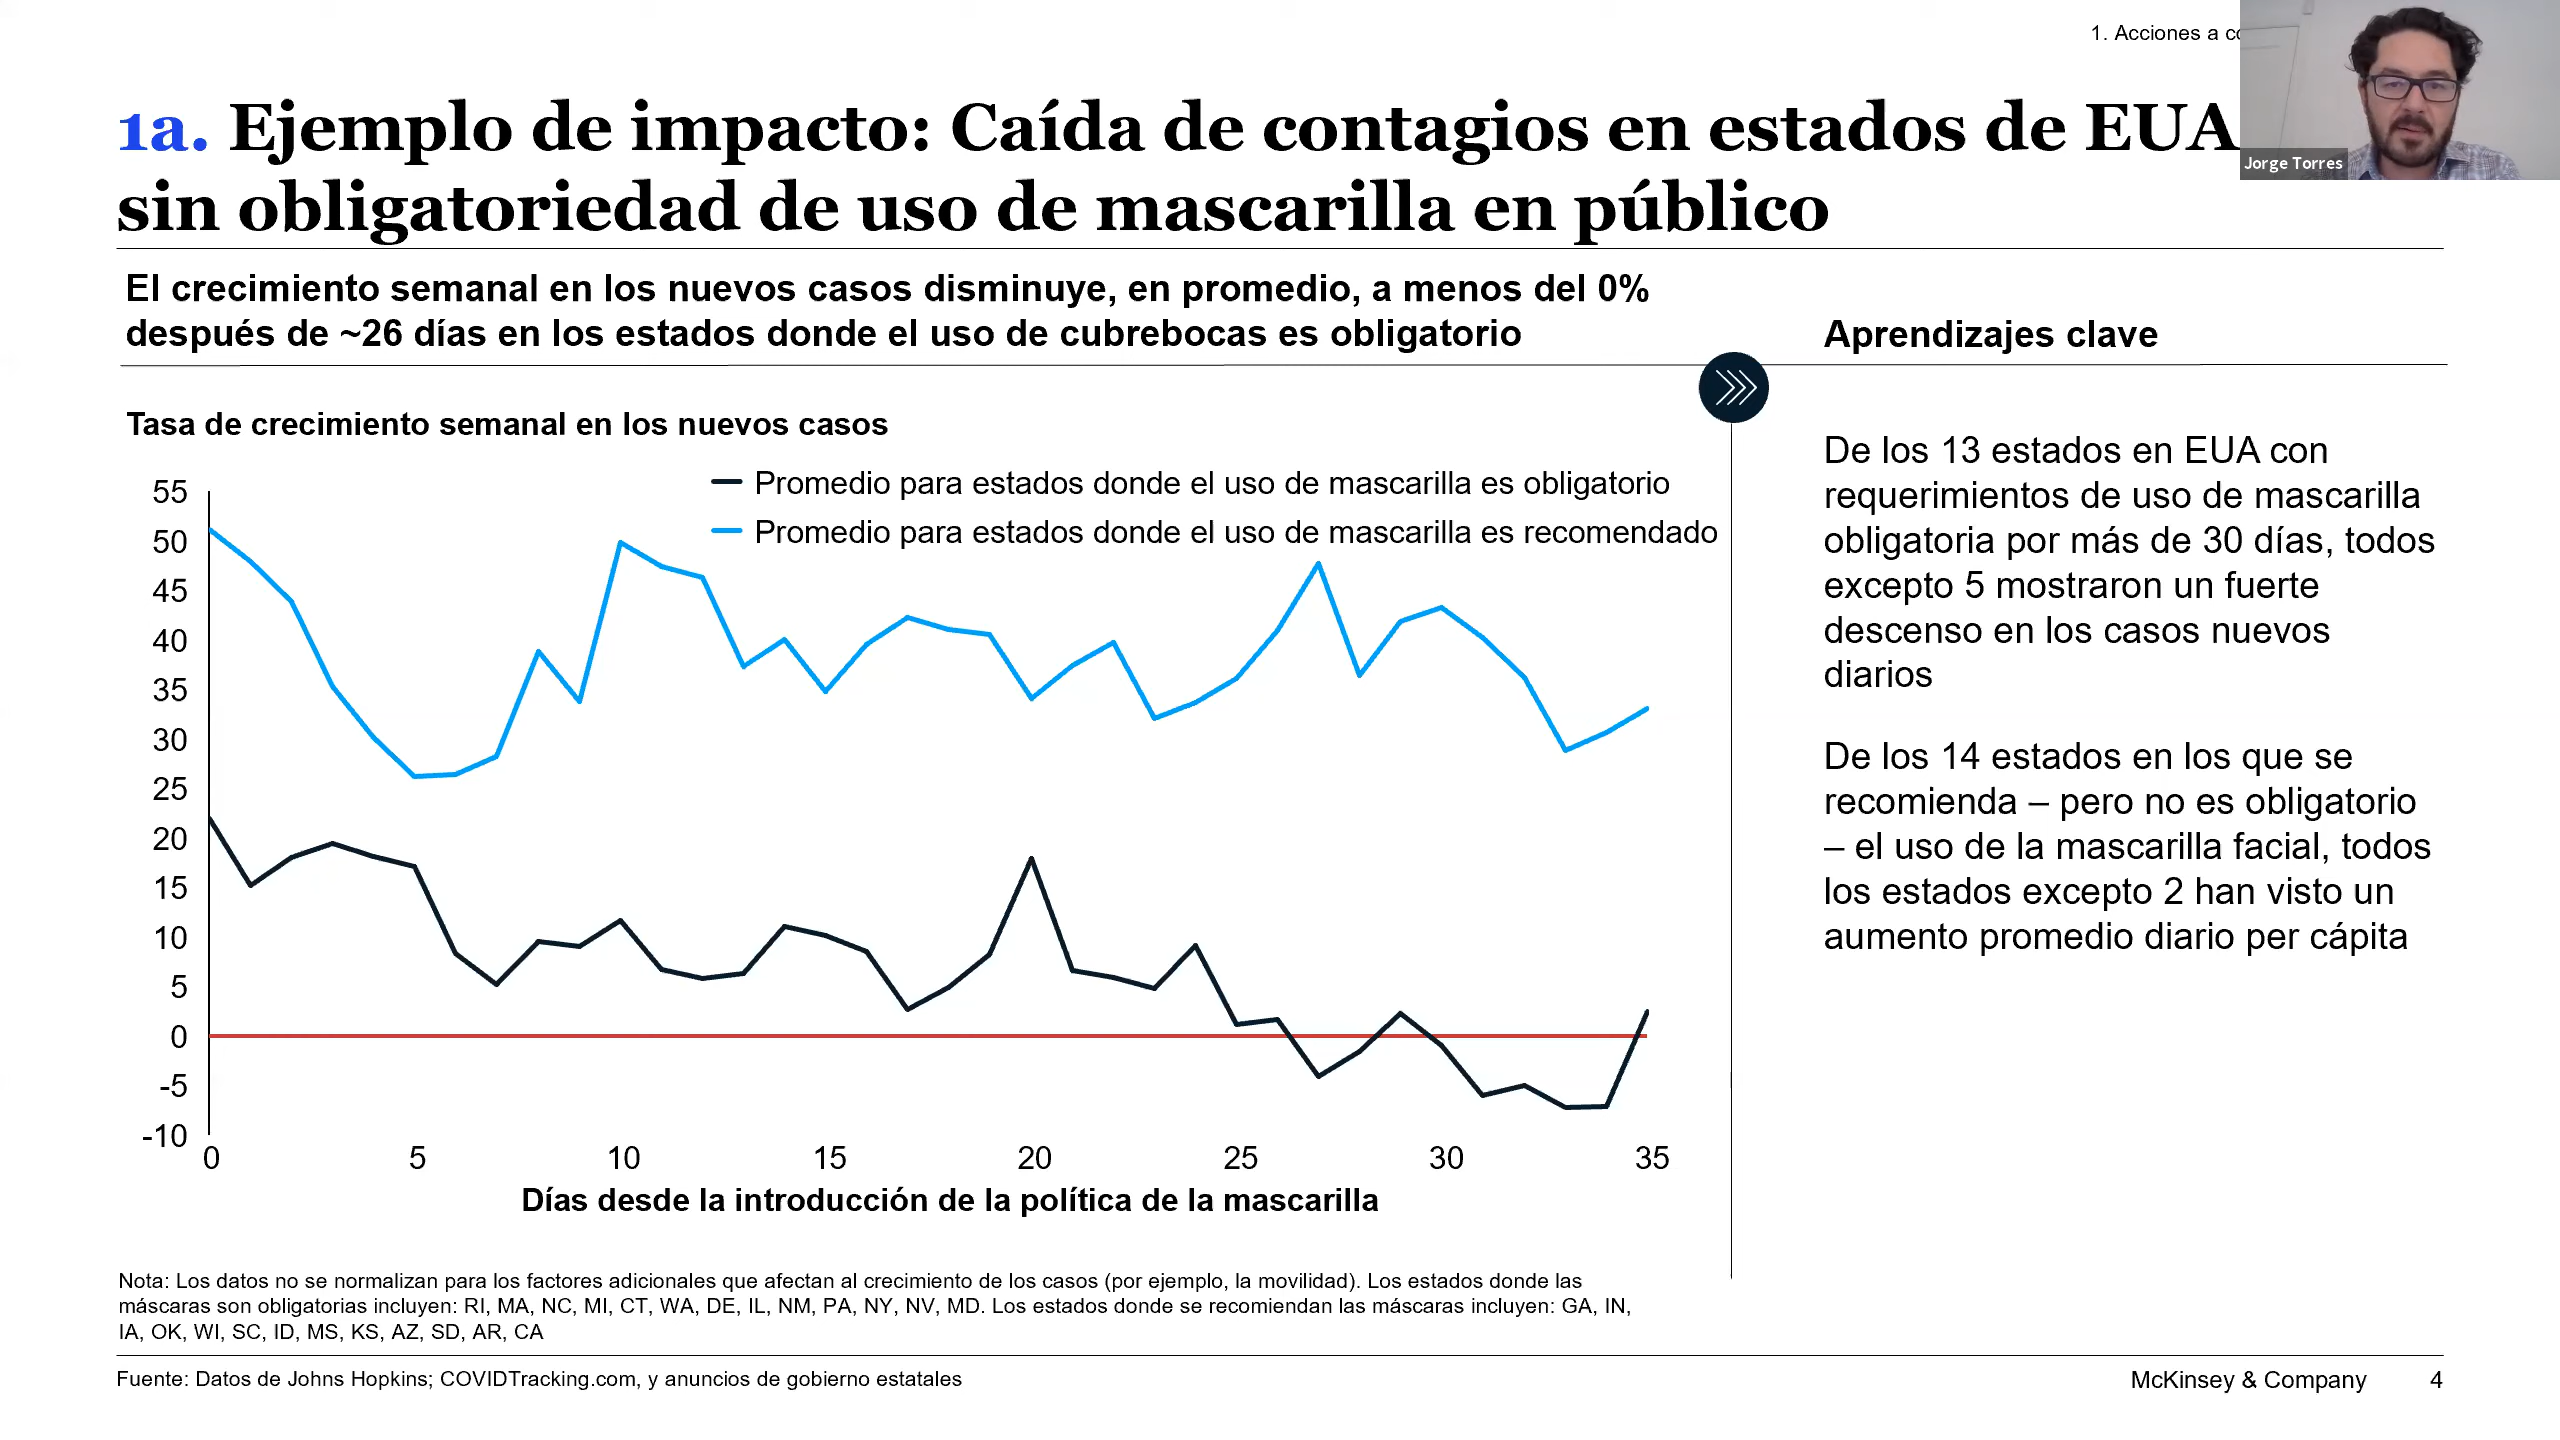 1. Acciones a
Jorge Torres
1a. Ejemplo de impacto: Caída de contagios en estados de EUA
sin obligatoriedad de uso de mascarilla en público
El crecimiento semanal en los nuevos casos disminuye, en promedio, a menos del 0%
después de ~26 días en los estados donde el uso de cubrebocas es obligatorio
Tasa de crecimiento semanal en los nuevos casos
Promedio para estados donde el uso de mascarilla es obligatorio
Promedio para estados donde el uso de mascarilla es recomendado
55
50
45
40
35
30
25
20
15
10
5
0
-5
-10
0 5 10 15 20 25 30 35
Días desde la introducción de la política de la mascarilla
Aprendizajes clave
De los 13 estados en EUA con
requerimientos de uso de mascarilla
obligatoria por más de 30 días, todos
excepto 5 mostraron un fuerte
descenso en los casos nuevos
diarios
De los 14 estados en los que se
recomienda – pero no es obligatorio
– el uso de la mascarilla facial, todos
los estados excepto 2 han visto un
aumento promedio diario per cápita
Nota: Los datos no se normalizan para los factores adicionales que afectan al crecimiento de los casos (por ejemplo, la movilidad). Los estados donde las
máscaras son obligatorias incluyen: RI, MA, NC, MI, CT, WA, DE, IL, NM, PA, NY, NV, MD. Los estados donde se recomiendan las máscaras incluyen: GA, IN,
IA, OK, WI, SC, ID, MS, KS, AZ, SD, AR, CA
Fuente: Datos de Johns Hopkins; COVIDTracking.com, y anuncios de gobierno estatales
McKinsey & Company 4